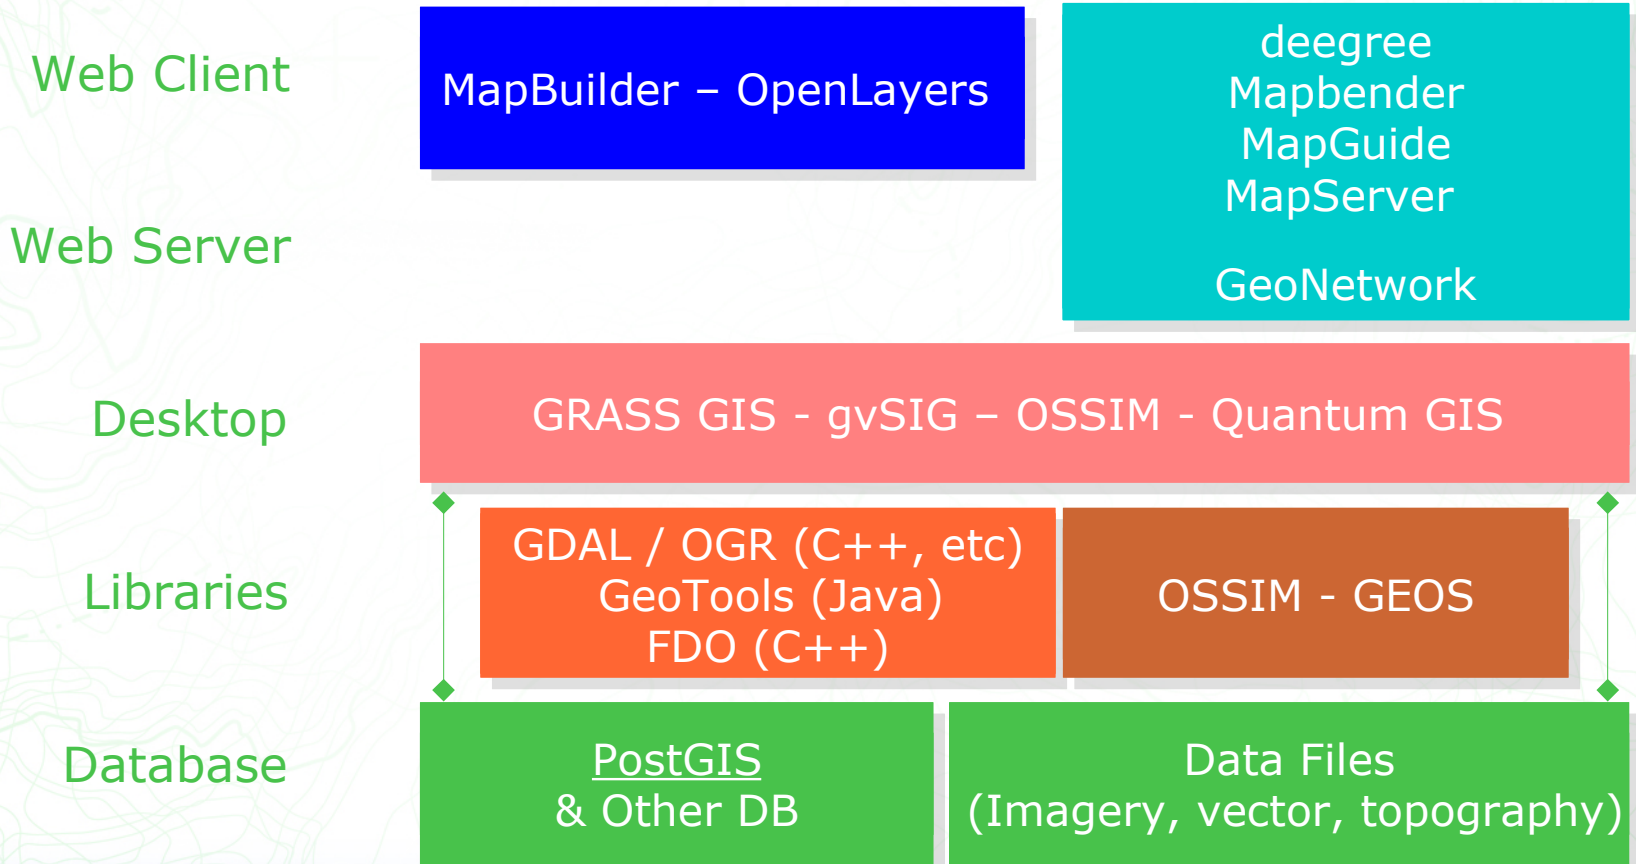 Web Client
MapBuilder – OpenLayers
deegree
Mapbender
MapGuide
MapServer
Web Server
GeoNetwork
Desktop
GRASS GIS - gvSIG – OSSIM - Quantum GIS
Libraries
GDAL / OGR (C++, etc)
GeoTools (Java)
FDO (C++)
OSSIM - GEOS
Database
PostGIS
& Other DB
Data Files
(Imagery, vector, topography)